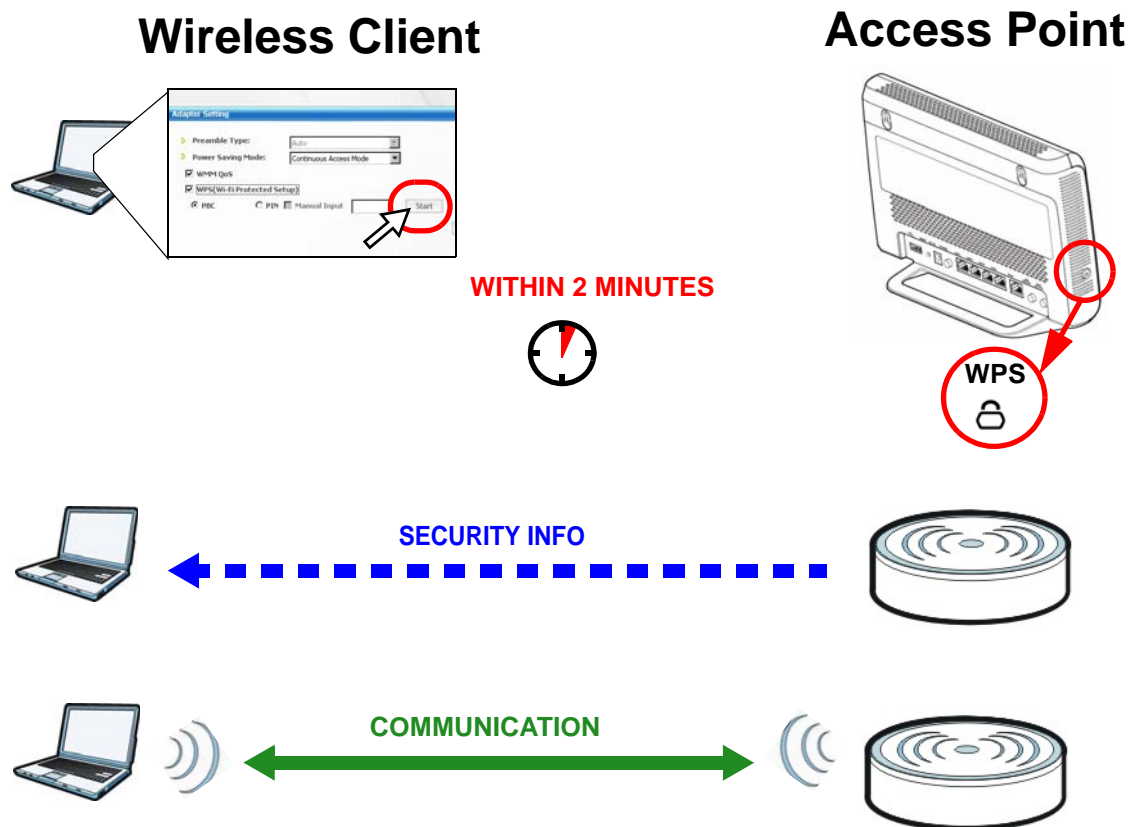 Wireless Client
Access Point
Adapter Setting
Preamble Type:
Auto
Power Saving Mode:
Continuous Access Mode
WMM QoS
WPS(Wi-Fi Protected Setup)
PBC
PIN
Manual Input
Start
WITHIN 2 MINUTES
WPS
SECURITY INFO
COMMUNICATION